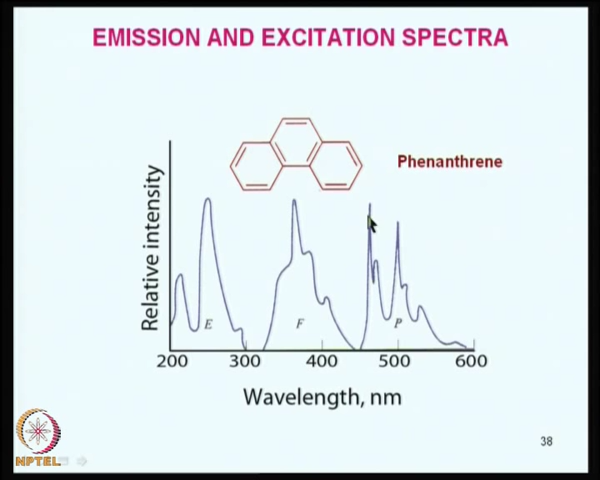 EMISSION AND EXCITATION SPECTRA
Phenanthrene
Relative intensity
E
F
P
200 300 400 500 600
Wavelength, nm
38
NPTEL